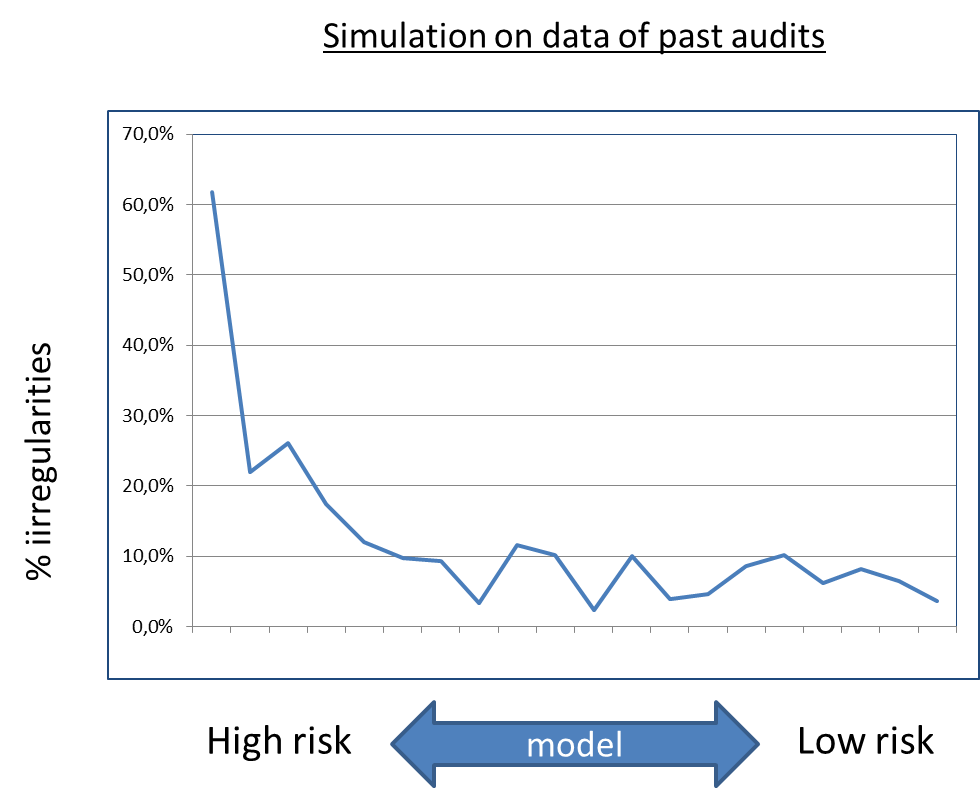 Simulation on data of past audits
70,0%
60,0%
50,0%
40,0%
30,0%
20,0%
10,0%
0,0%
% iirregularities
High risk
model
Low risk